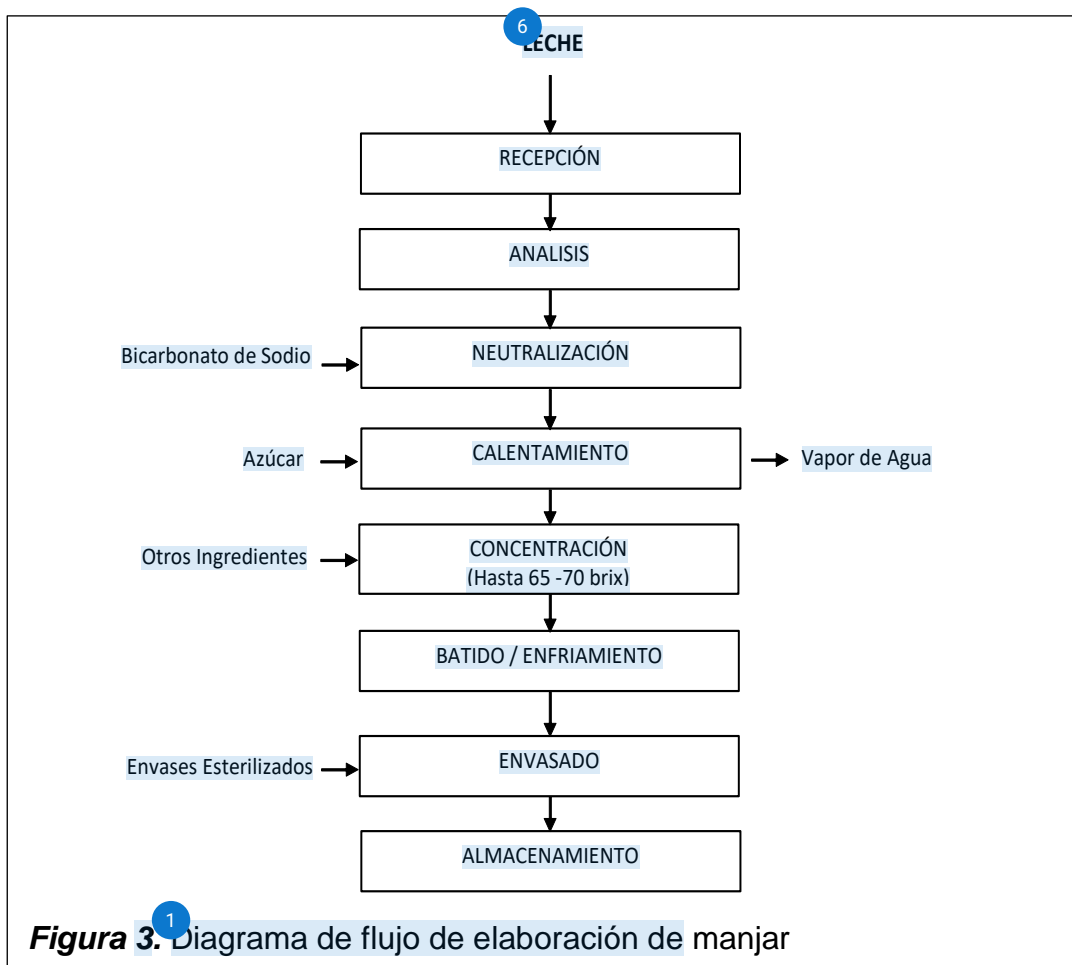 6
LECHE
RECEPCIÓN
ANALISIS
Bicarbonato de Sodio
NEUTRALIZACIÓN
Azúcar
CALENTAMIENTO
Vapor de Agua
Otros Ingredientes
CONCENTRACIÓN
(Hasta 65 -70 brix)
BATIDO / ENFRIAMIENTO
Envases Esterilizados
ENVASADO
ALMACENAMIENTO
1
Figura 3. Diagrama de flujo de elaboración de manjar